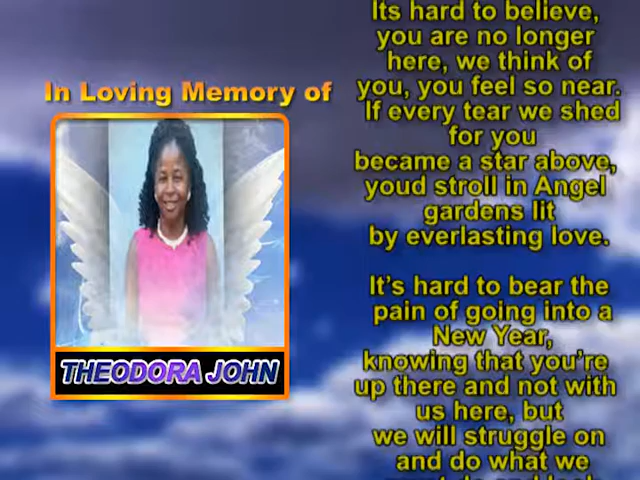 In Loving Memory of
THEODORA JOHN
Its hard to believe,
you are no longer
here, we think of
you, you feel so near.
If every tear we shed
for you
became a star above,
youd stroll in Angel
gardens lit
by everlasting love.
It's hard to bear the
pain of going into a
New Year,
knowing that you're
up there and not with
us here, but
we will struggle on
and do what we